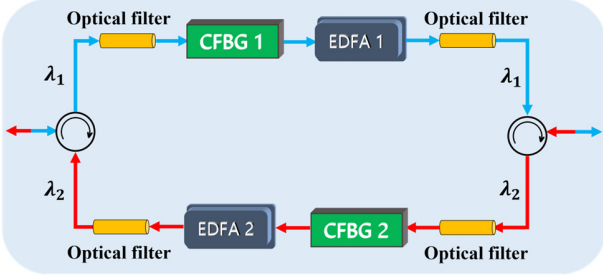 Optical filter
Optical filter
CFBG 1
EDFA 1
λ1
λ1
λ2
λ2
EDFA 2
CFBG 2
Optical filter
Optical filter